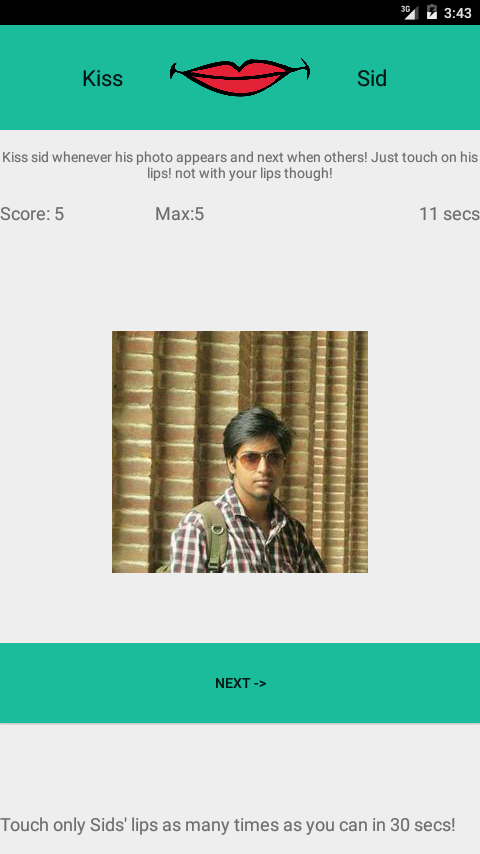 3G 3:43
Kiss Sid
Kiss sid whenever his photo appears and next when others! Just touch on his
lips! not with your lips though!
Score: 5 Max:5 11 secs
NEXT ->
Touch only Sids' lips as many times as you can in 30 secs!